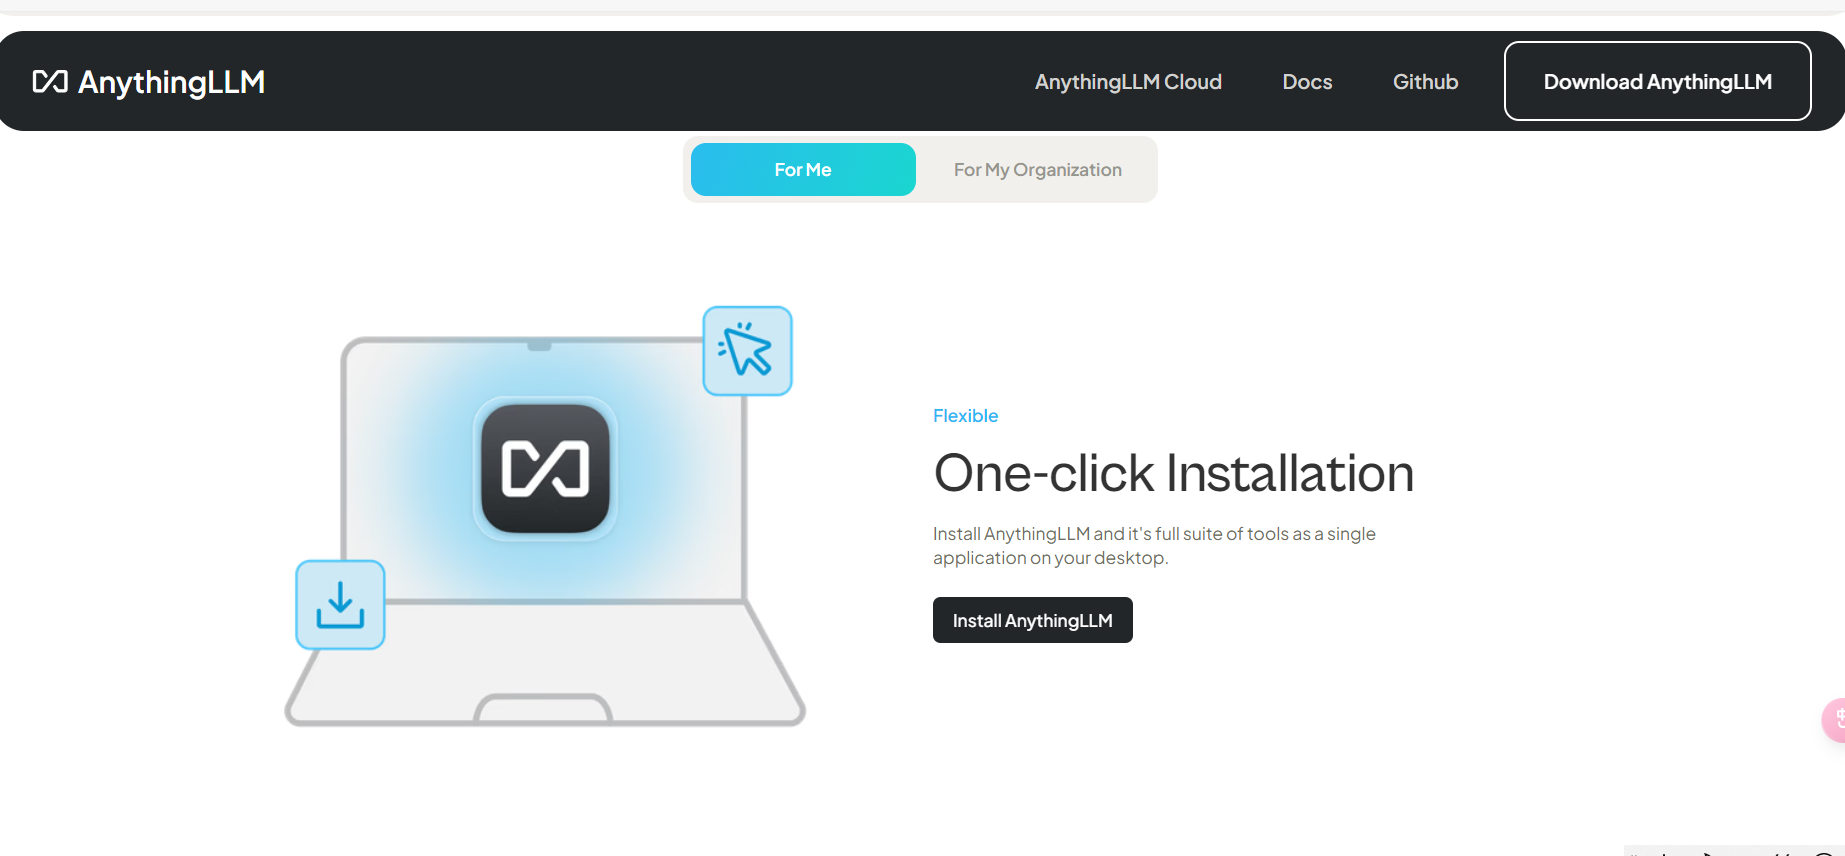 AnythingLLM
AnythingLLM Cloud
Docs
Github
Download AnythingLLM
For Me
For My Organization
Flexible
One-click Installation
Install AnythingLLM and it's full suite of tools as a single
application on your desktop.
Install AnythingLLM